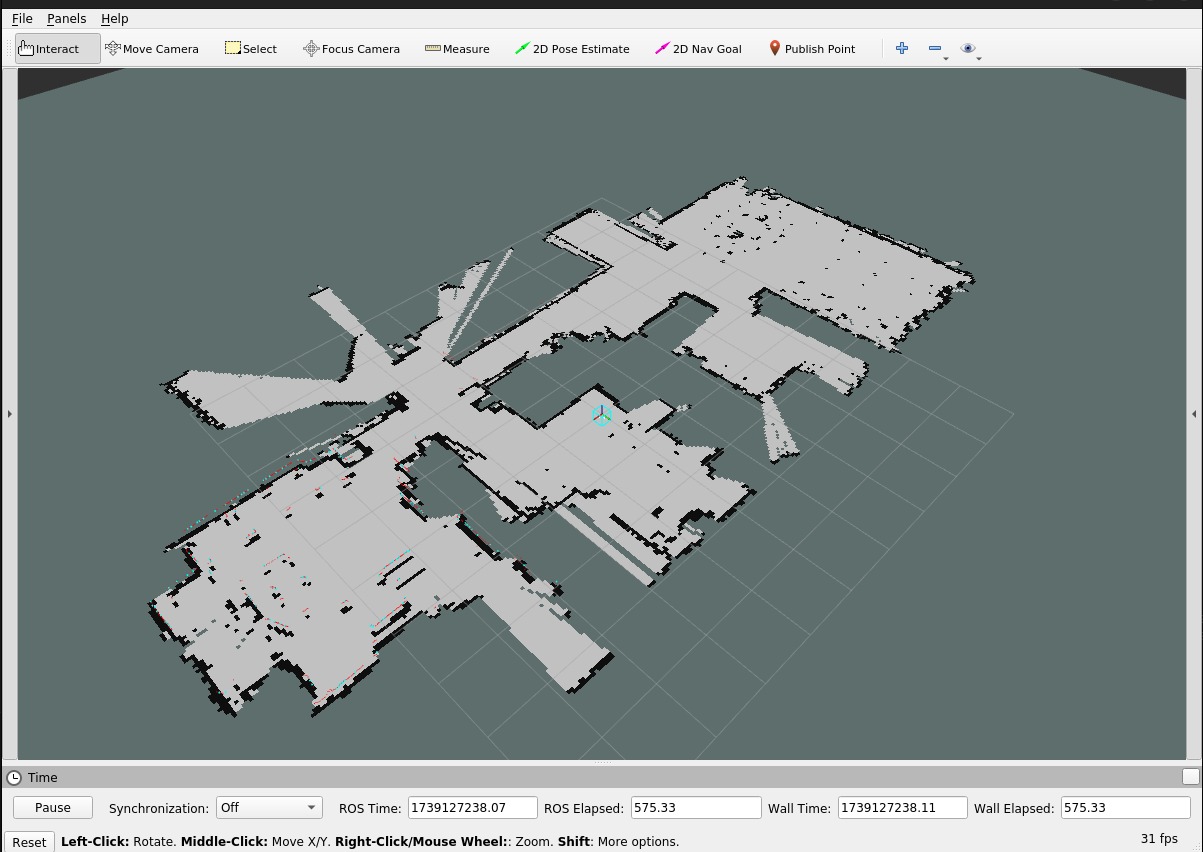 File Panels Help
Interact Move Camera Select Focus Camera Measure 2D Pose Estimate 2D Nav Goal Publish Point
Time
Pause Synchronization: Off ROS Time: 1739127238.07 ROS Elapsed: 575.33 Wall Time: 1739127238.11 Wall Elapsed: 575.33
Reset Left-Click: Rotate. Middle-Click: Move X/Y. Right-Click/Mouse Wheel:: Zoom. Shift: More options. 31 fps